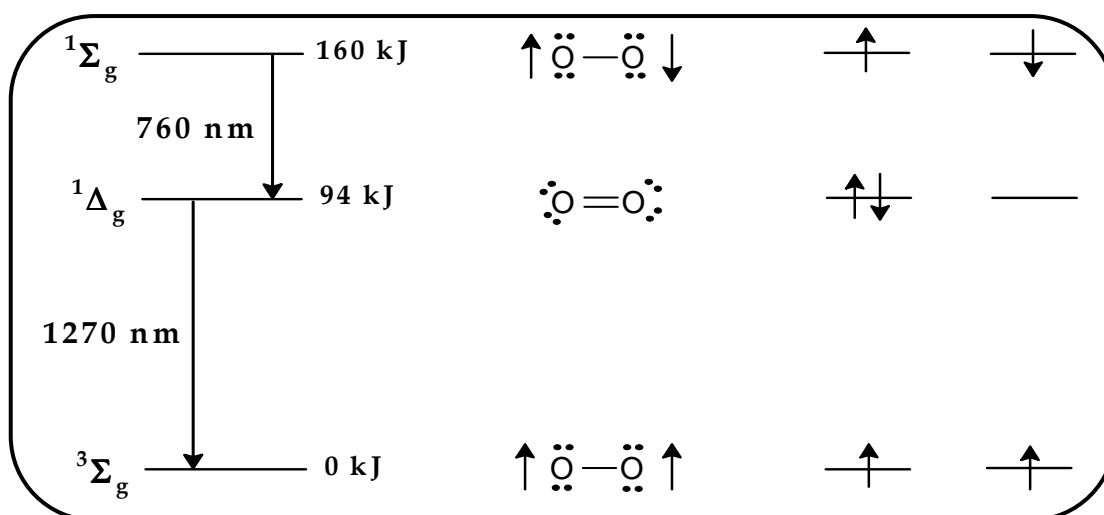 ¹Σg 160 kJ O — O
760 nm
¹Δg 94 kJ O=O
1270 nm
³Σg 0 kJ O — O